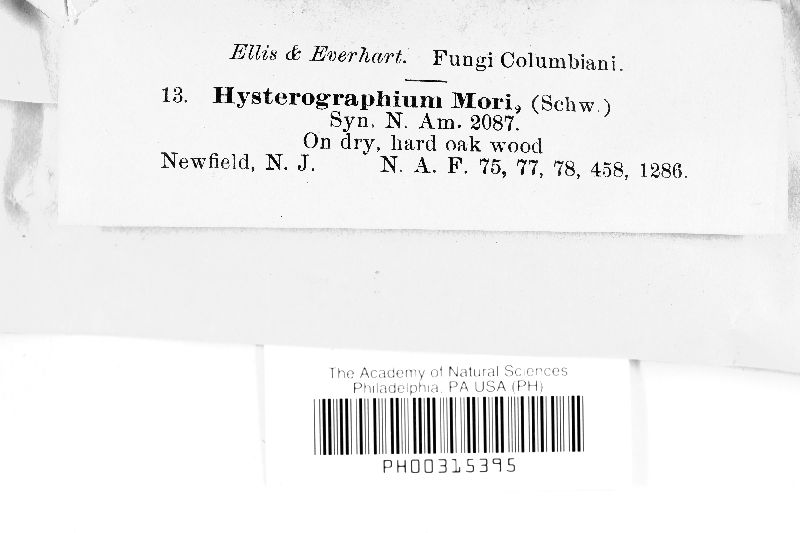 Ellis & Everhart. Fungi Columbiani.
13. Hysterographium Mori, (Schw.)
Syn. N. Am. 2087.
On dry, hard oak wood
Newfield, N. J. N. A. F. 75, 77, 78, 458, 1286.
The Academy of Natural Sciences
Philadelphia, PA USA (PH)
PH00315395